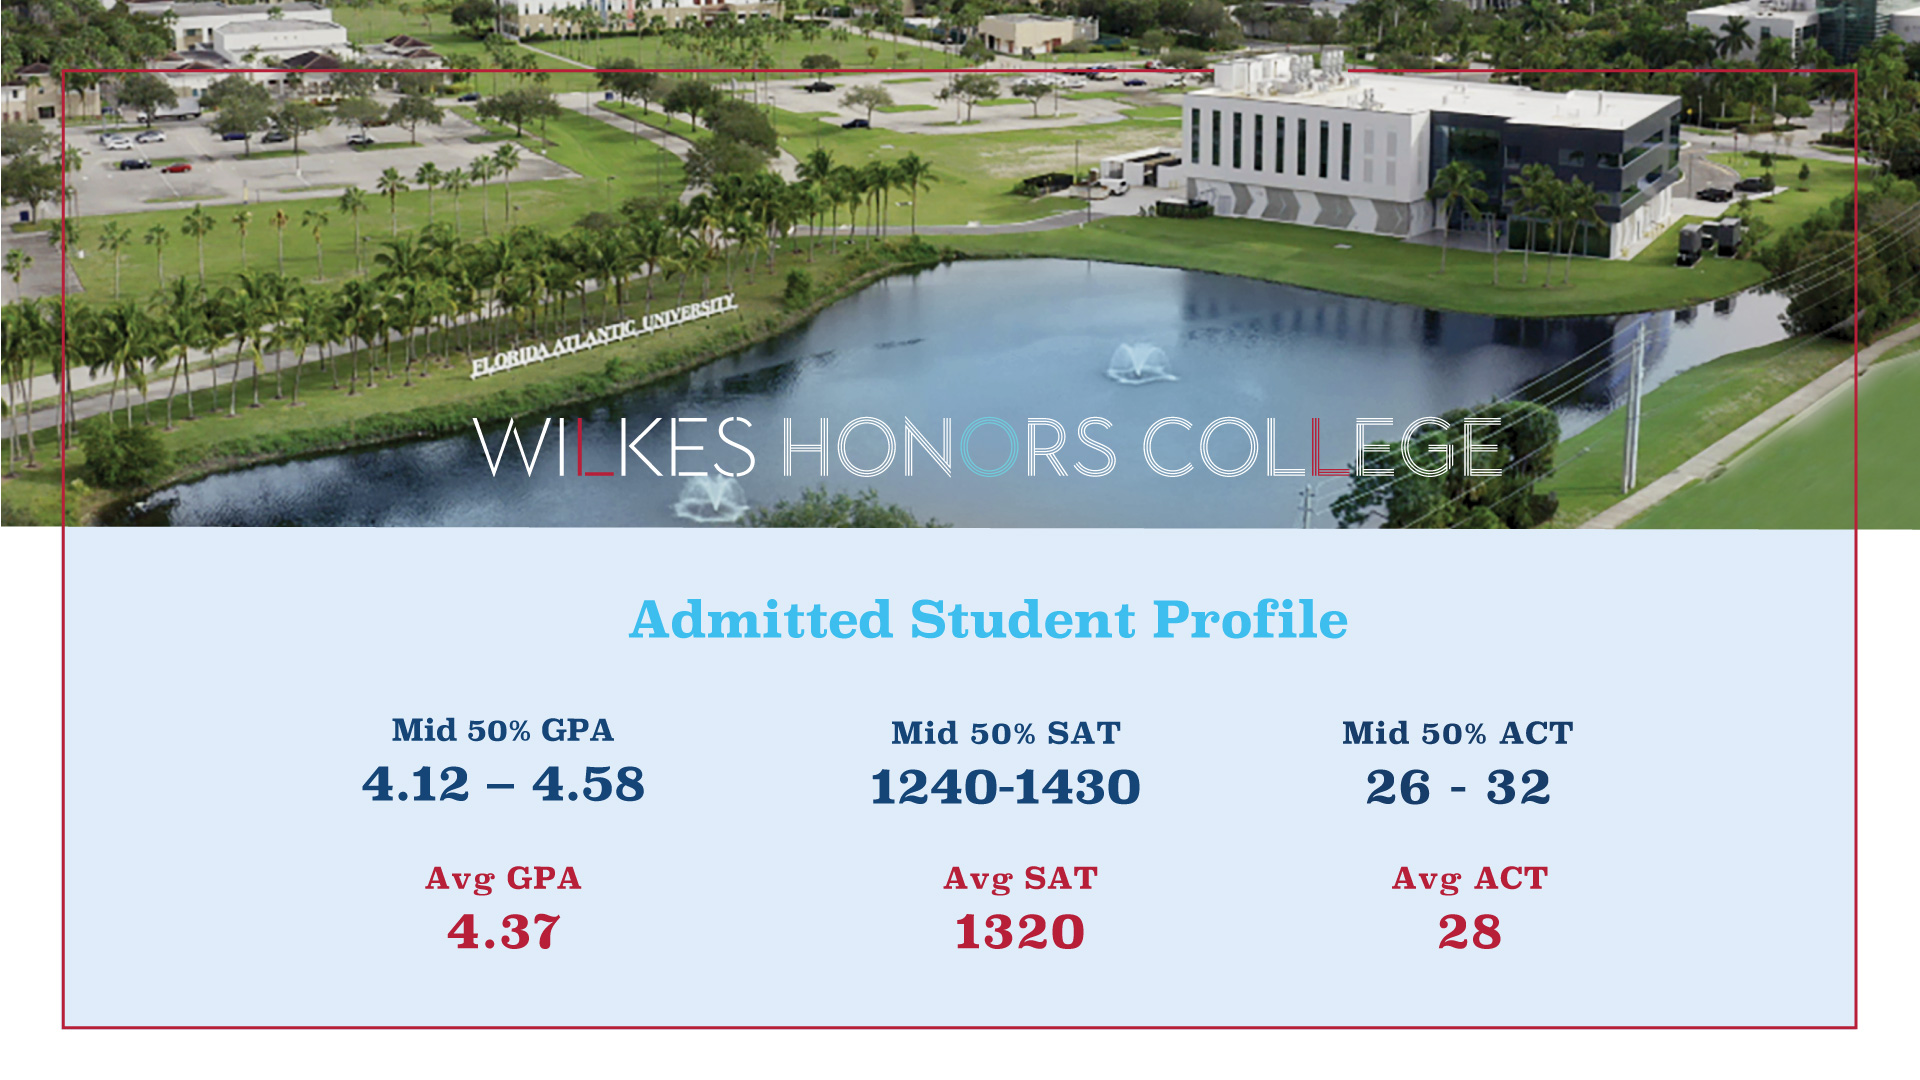 FLORIDA ATLANTIC UNIVERSITY
WILKES HONORS COLLEGE
Admitted Student Profile
Mid 50% GPA
4.12 – 4.58
Mid 50% SAT
1240-1430
Mid 50% ACT
26 - 32
Avg GPA
4.37
Avg SAT
1320
Avg ACT
28